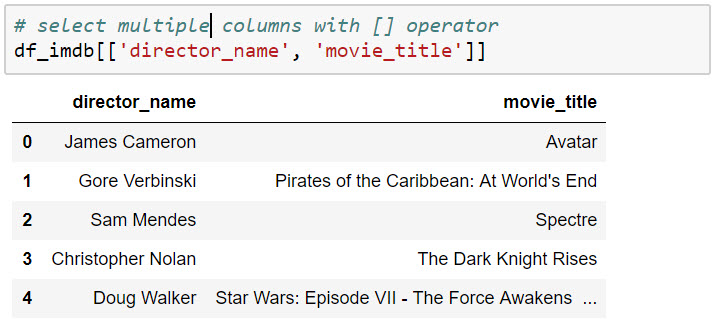 # select multiple columns with [] operator
df_imdb[['director_name', 'movie_title']]
director_name movie_title
0 James Cameron Avatar
1 Gore Verbinski Pirates of the Caribbean: At World's End
2 Sam Mendes Spectre
3 Christopher Nolan The Dark Knight Rises
4 Doug Walker Star Wars: Episode VII - The Force Awakens ...